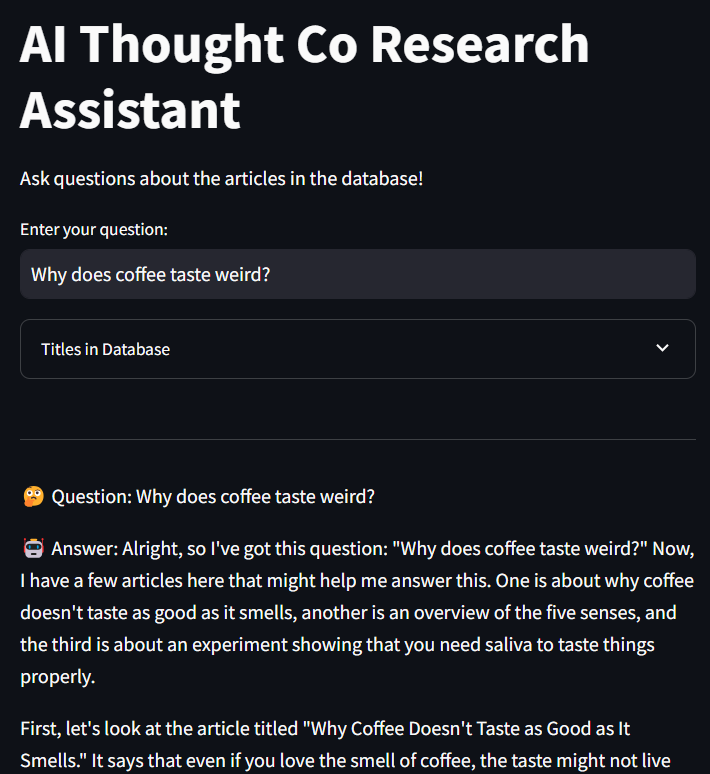 AI Thought Co Research
Assistant
Ask questions about the articles in the database!
Enter your question:
Why does coffee taste weird?
Titles in Database
🤔 Question: Why does coffee taste weird?
🤖 Answer: Alright, so I've got this question: "Why does coffee taste weird?" Now,
I have a few articles here that might help me answer this. One is about why coffee
doesn't taste as good as it smells, another is an overview of the five senses, and
the third is about an experiment showing that you need saliva to taste things
properly.
First, let's look at the article titled "Why Coffee Doesn't Taste as Good as It
Smells." It says that even if you love the smell of coffee, the taste might not live